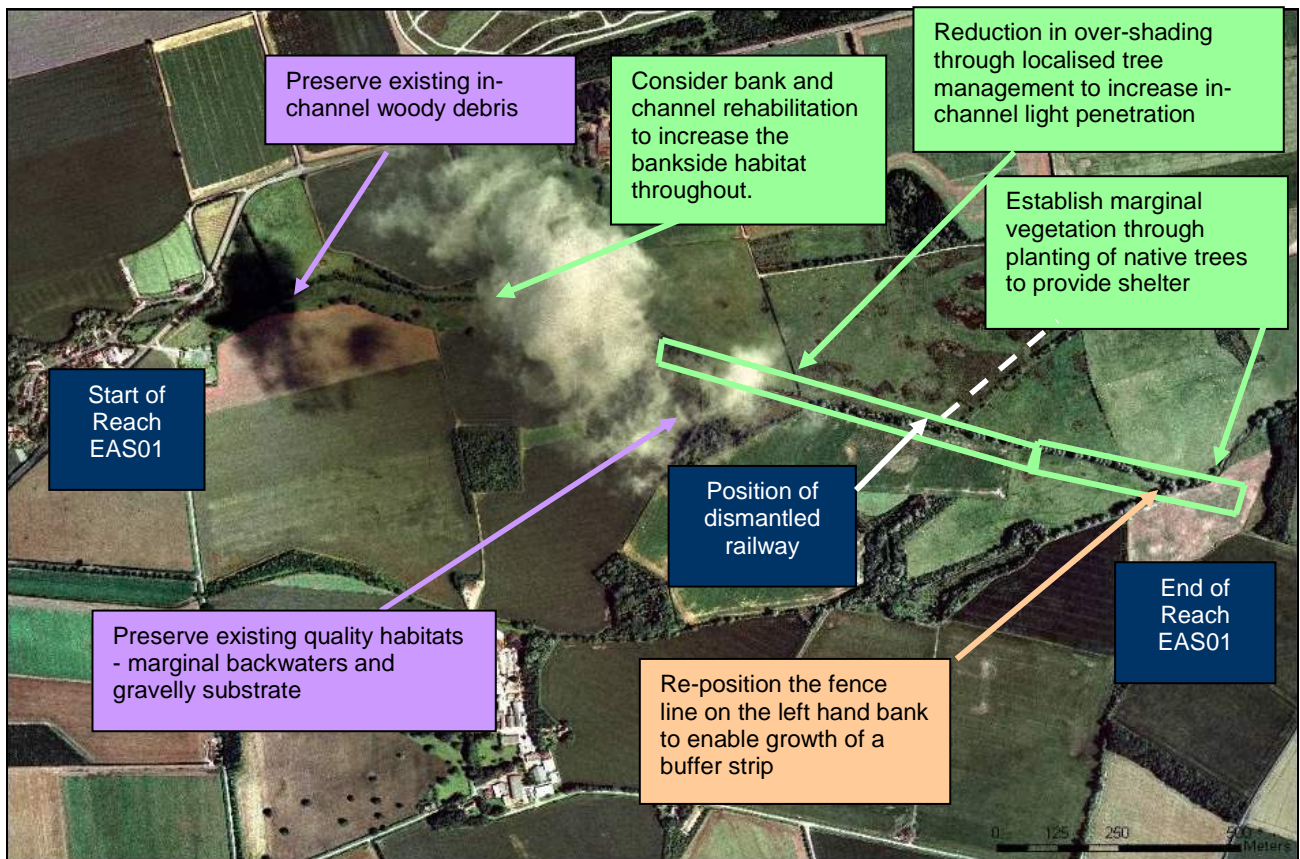 Preserve existing in-
channel woody debris
Consider bank and
channel rehabilitation
to increase the
bankside habitat
throughout.
Reduction in over-shading
through localised tree
management to increase in-
channel light penetration
Establish marginal
vegetation through
planting of native trees
to provide shelter
Start of
Reach
EAS01
Position of
dismantled
railway
End of
Reach
EAS01
Preserve existing quality habitats
- marginal backwaters and
gravelly substrate
Re-position the fence
line on the left hand bank
to enable growth of a
buffer strip
0 125 250 500
Meters